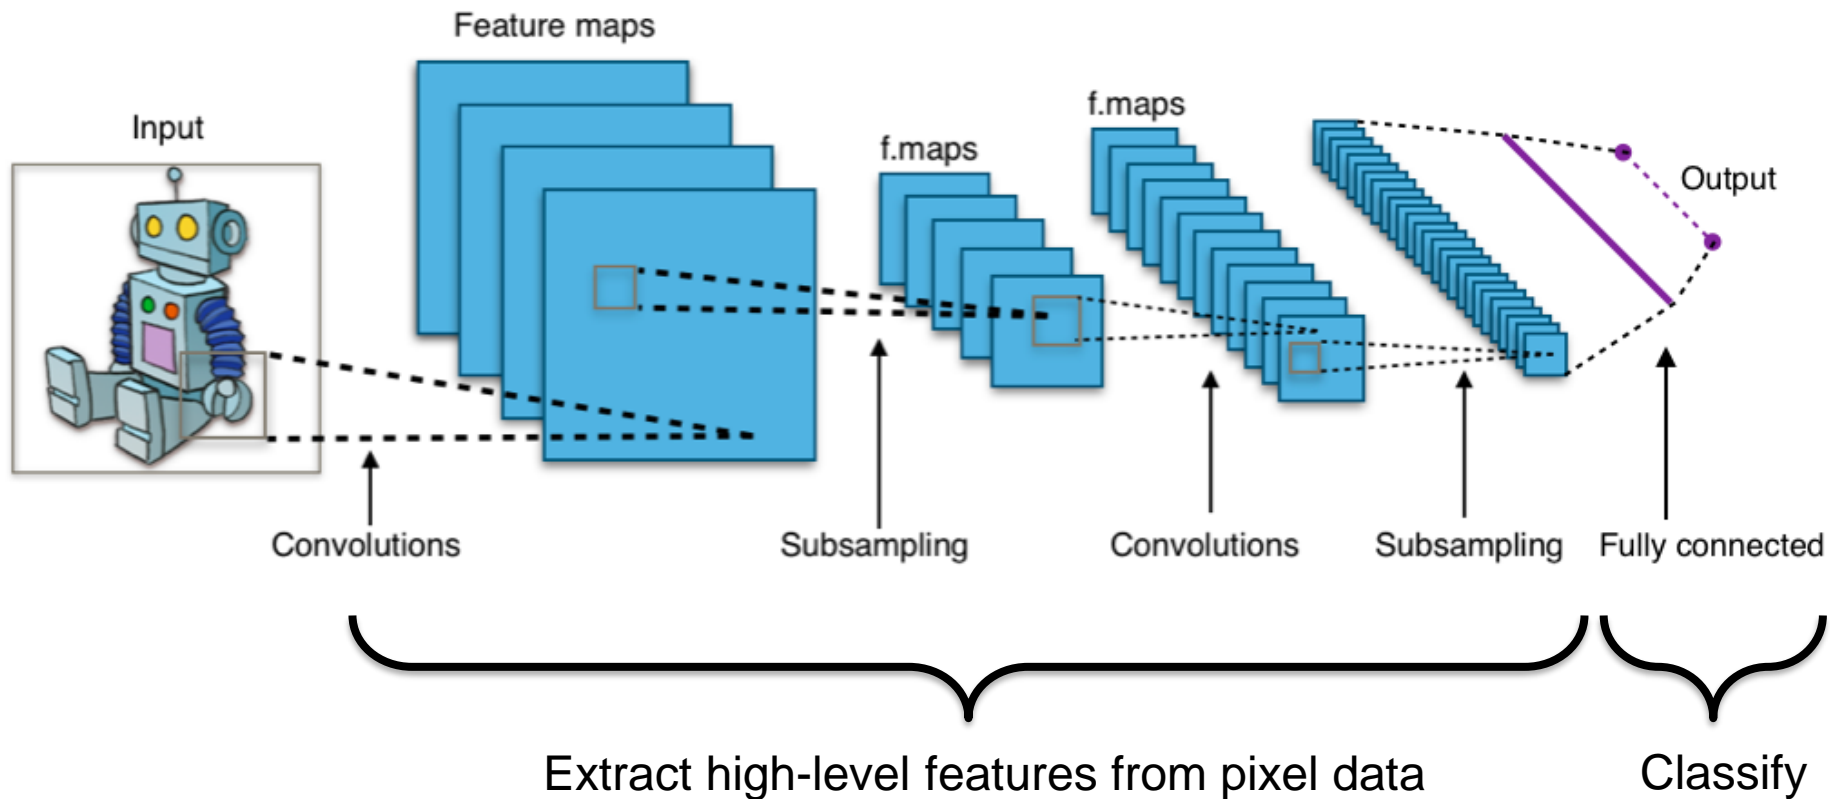 Feature maps
f.maps
Input
f.maps
Output
Convolutions
Subsampling
Convolutions
Subsampling
Fully connected
Extract high-level features from pixel data
Classify